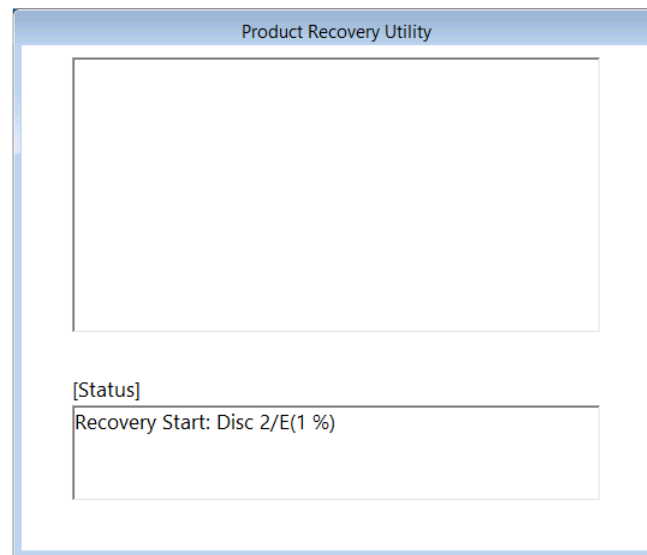 Product Recovery Utility
[Status]
Recovery Start: Disc 2/E(1 %)